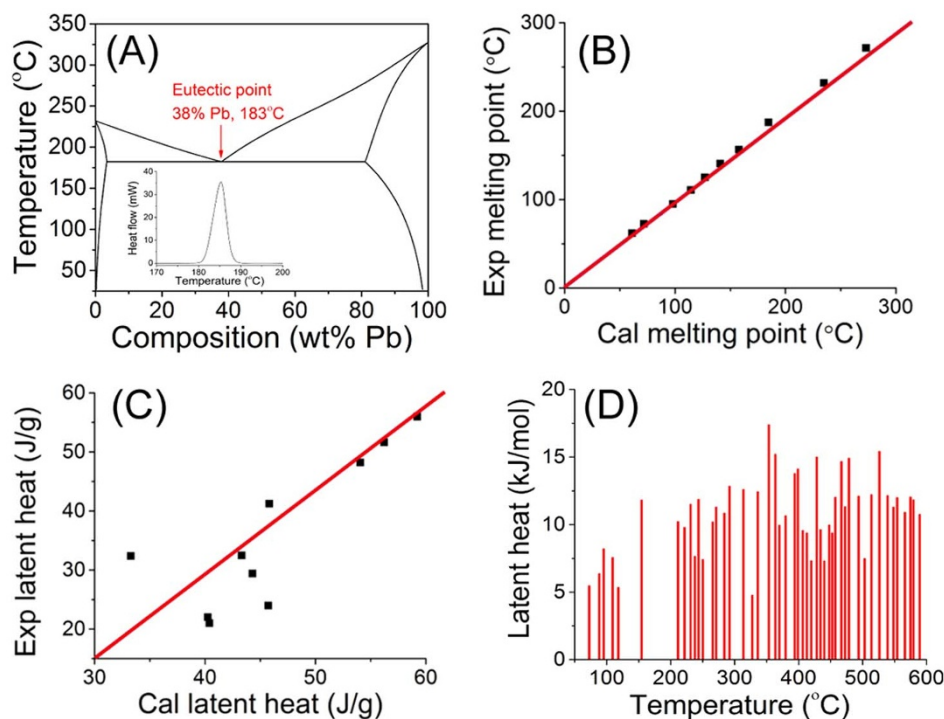 (A)
Temperature (°C)
350
300
250
200
150
100
50
Eutectic point
38% Pb, 183°C
Heat flow (mW)
40
30
20
10
0
170 180 190 200
Temperature (°C)
0 20 40 60 80 100
Composition (wt% Pb)
(B)
Exp melting point (°C)
300
200
100
0
0 100 200 300
Cal melting point (°C)
(C)
Exp latent heat (J/g)
60
50
40
30
20
30 40 50 60
Cal latent heat (J/g)
(D)
Latent heat (kJ/mol)
20
15
10
5
0
100 200 300 400 500 600
Temperature (°C)